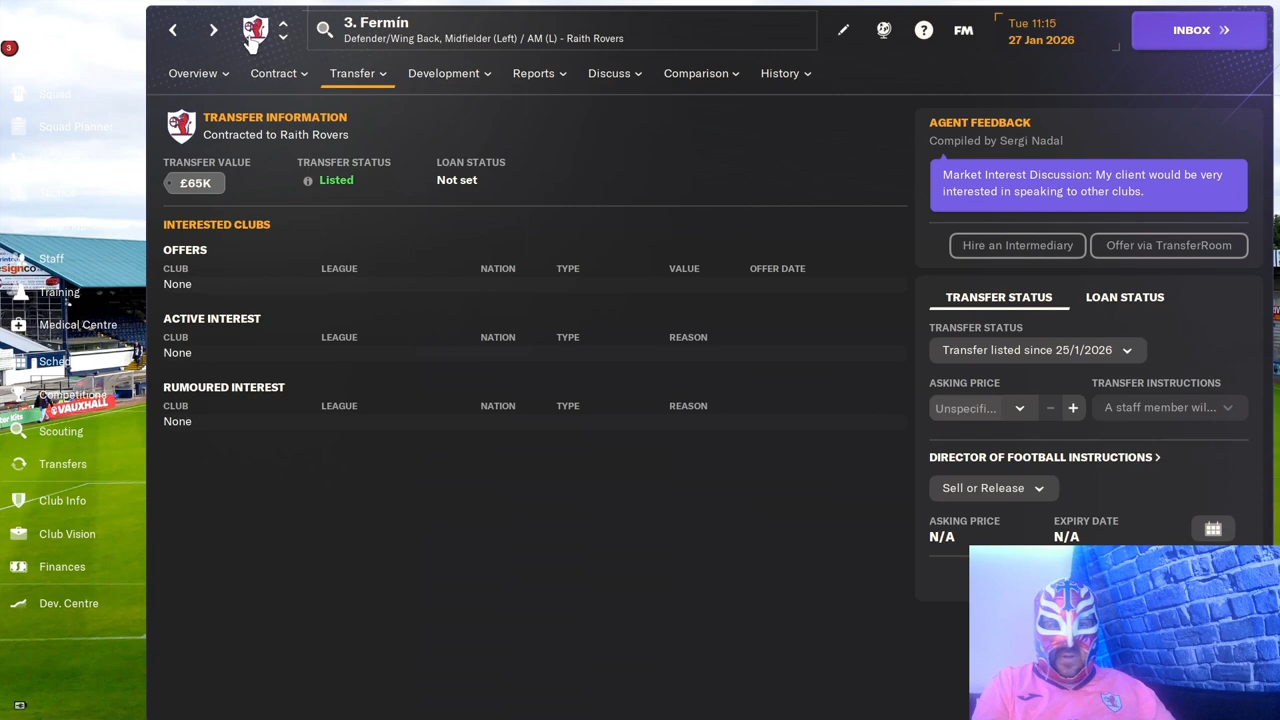 3. Fermín
Defender/Wing Back, Midfielder (Left) / AM (L) - Raith Rovers
FM
Tue 11:15
27 Jan 2026
INBOX
3
Overview
Contract
Transfer
Development
Reports
Discuss
Comparison
History
Squad
Squad Planner
Staff
Training
Medical Centre
Sched
Competitions
Scouting
Transfers
Club Info
Club Vision
Finances
Dev. Centre
signco.
VAUXHALL
TRANSFER INFORMATION
Contracted to Raith Rovers
TRANSFER VALUE
TRANSFER STATUS
LOAN STATUS
£65K
Listed
Not set
INTERESTED CLUBS
OFFERS
CLUB LEAGUE NATION TYPE VALUE OFFER DATE
None
ACTIVE INTEREST
CLUB LEAGUE NATION TYPE REASON
None
RUMOURED INTEREST
CLUB LEAGUE NATION TYPE REASON
None
AGENT FEEDBACK
Compiled by Sergi Nadal
Market Interest Discussion: My client would be very
interested in speaking to other clubs.
Hire an Intermediary
Offer via TransferRoom
TRANSFER STATUS
LOAN STATUS
TRANSFER STATUS
Transfer listed since 25/1/2026
ASKING PRICE
TRANSFER INSTRUCTIONS
Unspecifi...
A staff member wil...
DIRECTOR OF FOOTBALL INSTRUCTIONS >
Sell or Release
ASKING PRICE
EXPIRY DATE
N/A
N/A